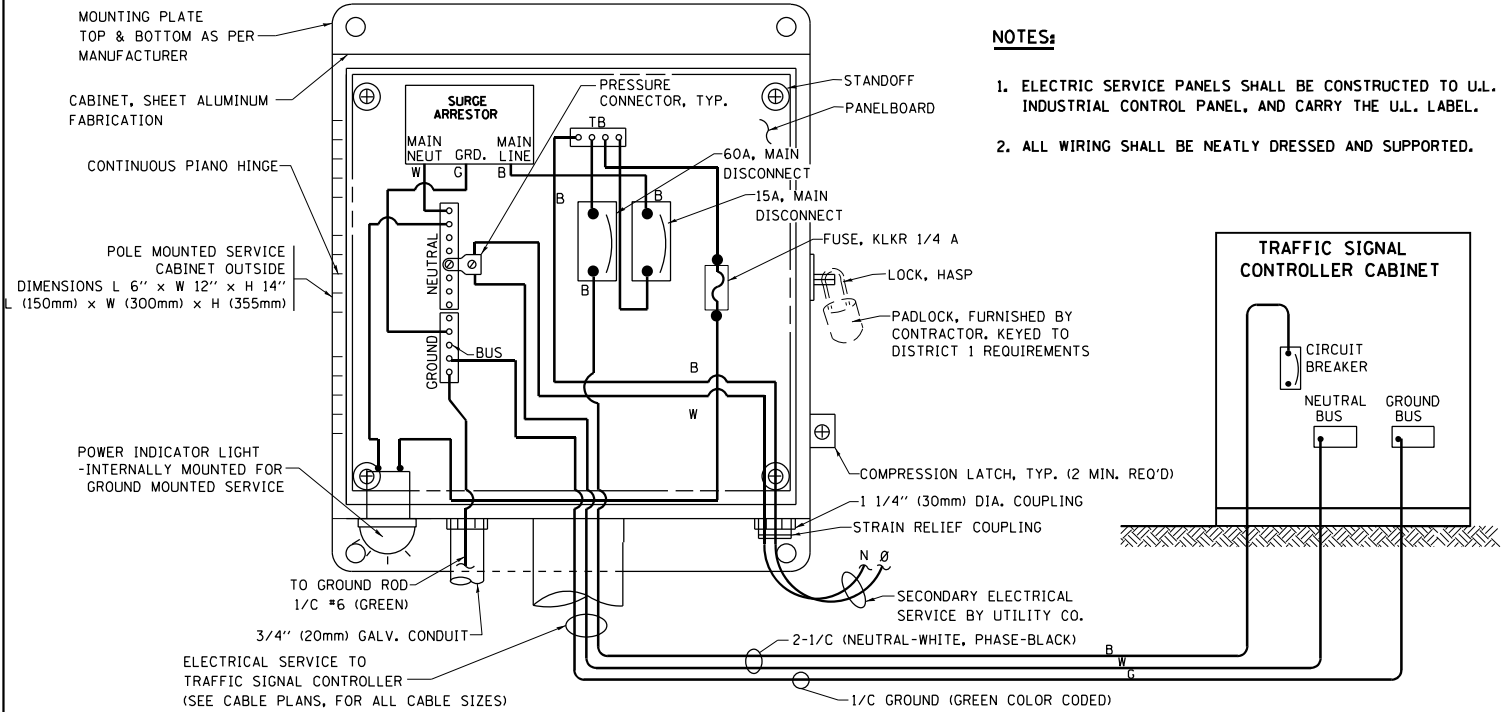 MOUNTING PLATE
TOP & BOTTOM AS PER
MANUFACTURER
CABINET, SHEET ALUMINUM
FABRICATION
CONTINUOUS PIANO HINGE
POLE MOUNTED SERVICE
CABINET OUTSIDE
DIMENSIONS L 6" x W 12" x H 14"
L (150mm) x W (300mm) x H (355mm)
POWER INDICATOR LIGHT
-INTERNALLY MOUNTED FOR
GROUND MOUNTED SERVICE
SURGE
ARRESTOR
MAIN
NEUT
GRD.
MAIN
LINE
W
G
B
PRESSURE
CONNECTOR, TYP.
TB
STANDOFF
PANELBOARD
60A, MAIN
DISCONNECT
15A, MAIN
DISCONNECT
B
B
B
NEUTRAL
GROUND
BUS
FUSE, KLKR 1/4 A
LOCK, HASP
PADLOCK, FURNISHED BY
CONTRACTOR. KEYED TO
DISTRICT 1 REQUIREMENTS
B
W
COMPRESSION LATCH, TYP. (2 MIN. REQ'D)
1 1/4" (30mm) DIA. COUPLING
STRAIN RELIEF COUPLING
N Ø
SECONDARY ELECTRICAL
SERVICE BY UTILITY CO.
TO GROUND ROD
1/C #6 (GREEN)
3/4" (20mm) GALV. CONDUIT
ELECTRICAL SERVICE TO
TRAFFIC SIGNAL CONTROLLER
(SEE CABLE PLANS, FOR ALL CABLE SIZES)
2-1/C (NEUTRAL-WHITE, PHASE-BLACK)
B
W
G
1/C GROUND (GREEN COLOR CODED)
NOTES:
1. ELECTRIC SERVICE PANELS SHALL BE CONSTRUCTED TO U.L.
INDUSTRIAL CONTROL PANEL, AND CARRY THE U.L. LABEL.
2. ALL WIRING SHALL BE NEATLY DRESSED AND SUPPORTED.
TRAFFIC SIGNAL
CONTROLLER CABINET
CIRCUIT
BREAKER
NEUTRAL
BUS
GROUND
BUS